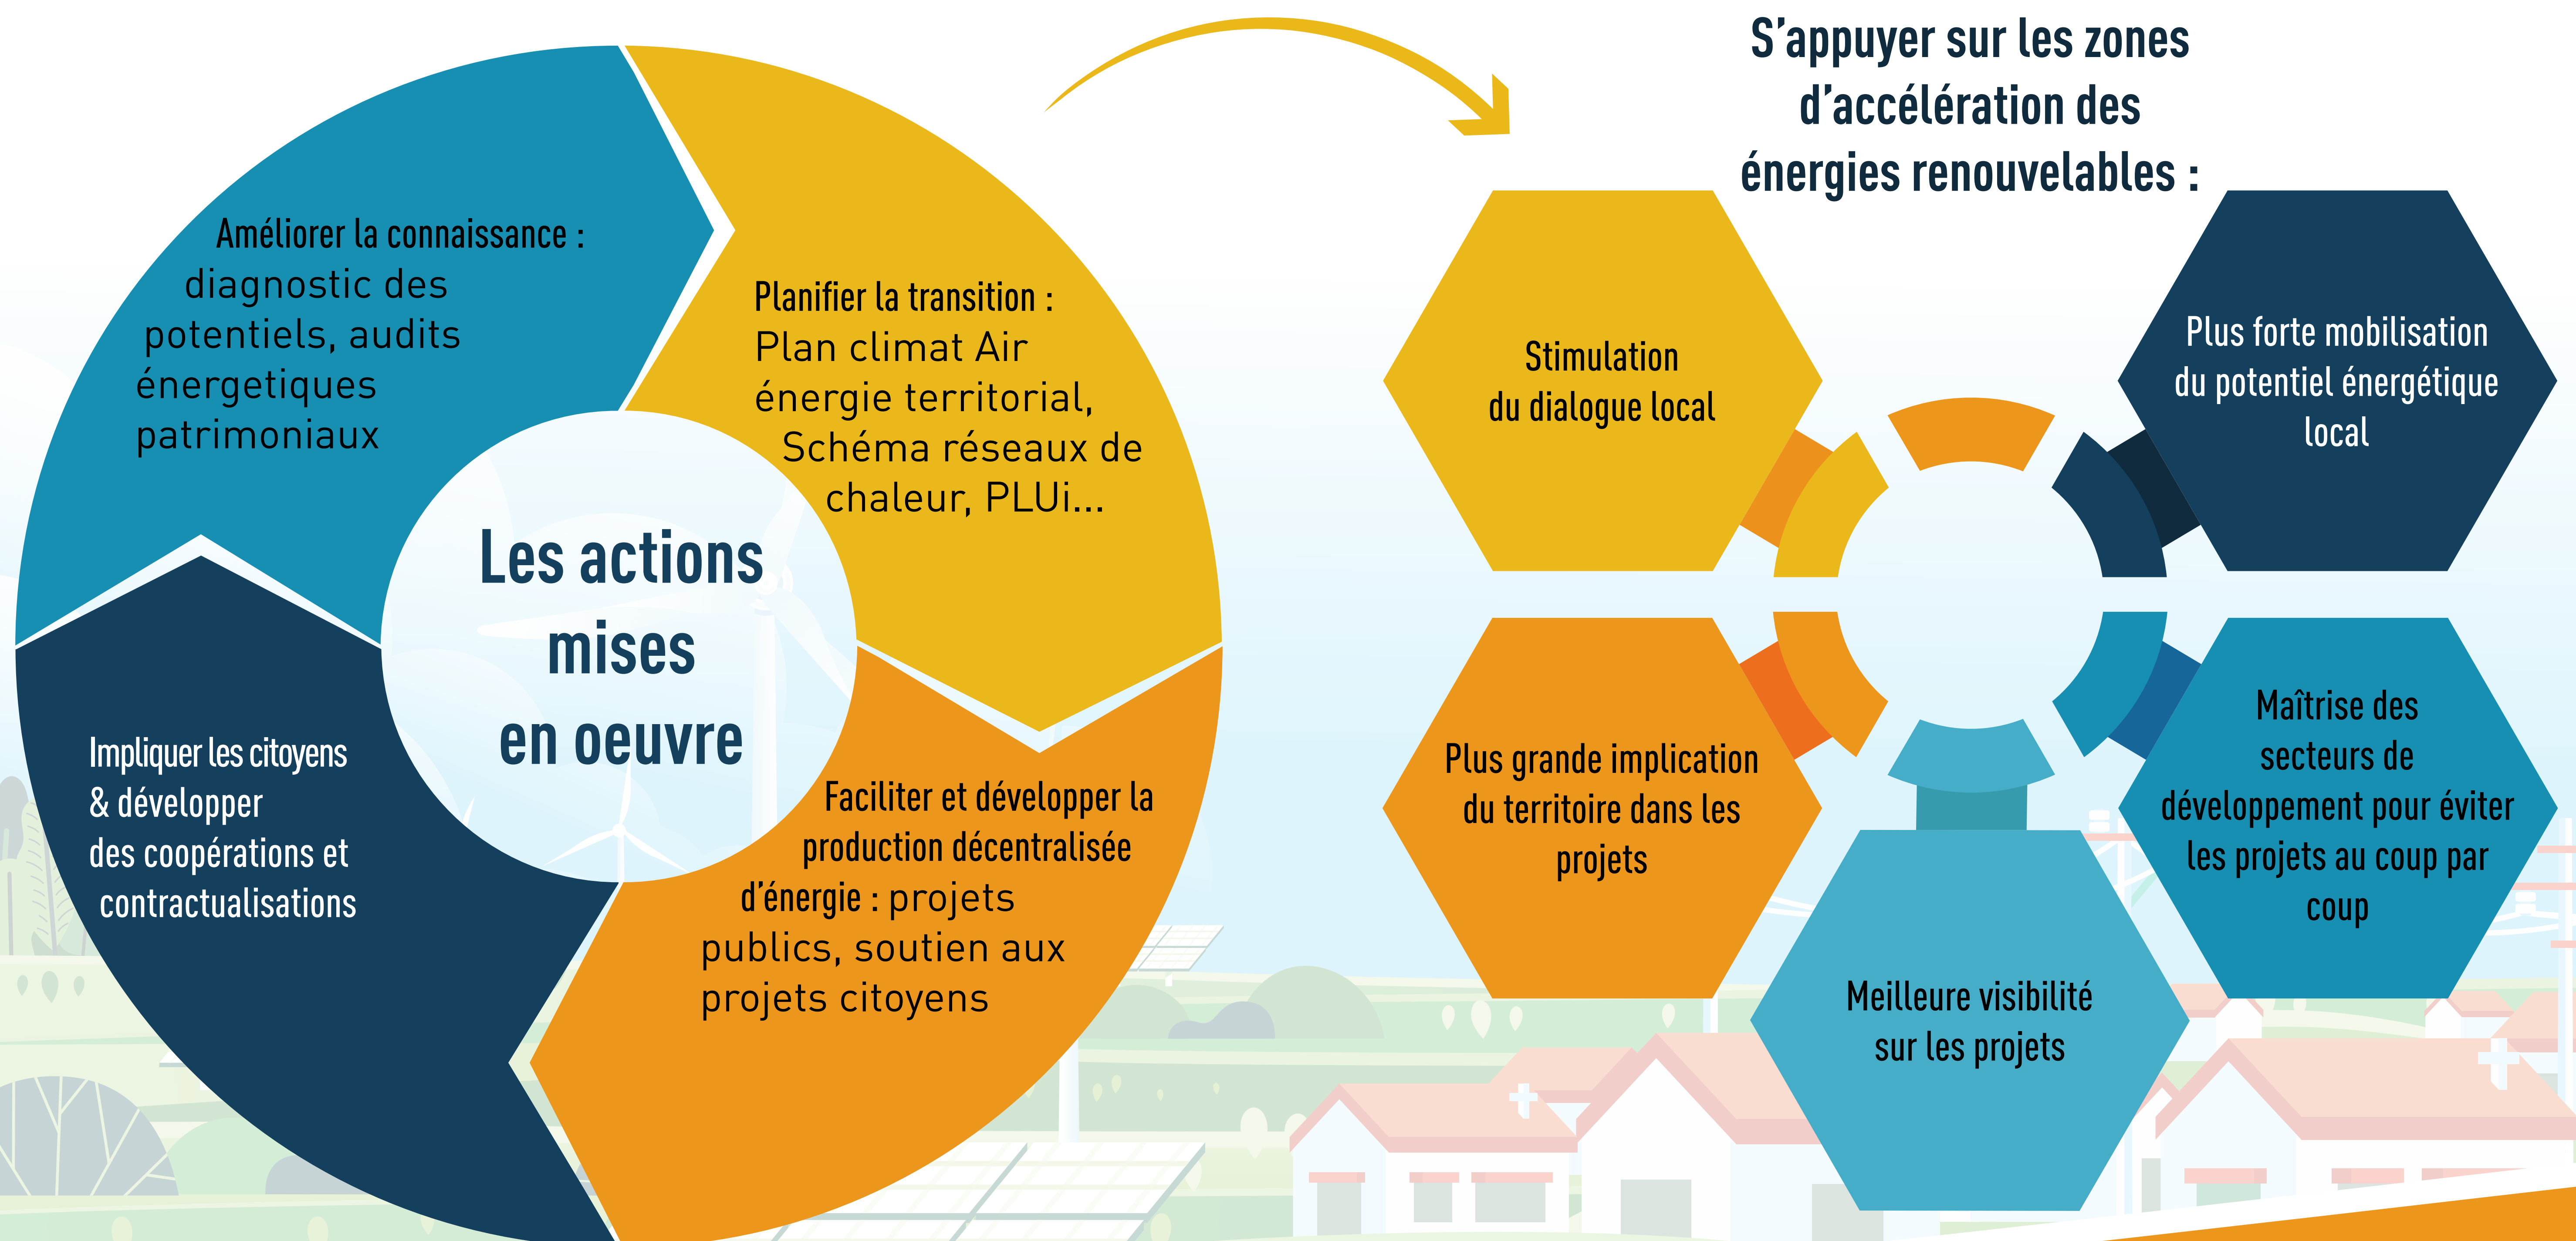 Améliorer la connaissance :
diagnostic des
potentiels, audits
énergetiques
patrimoniaux
Planifier la transition :
Plan climat Air
énergie territorial,
Schéma réseaux de
chaleur, PLUi...
Les actions
mises
en oeuvre
Impliquer les citoyens
& développer
des coopérations et
contractualisations
Faciliter et développer la
production décentralisée
d’énergie : projets
publics, soutien aux
projets citoyens
S’appuyer sur les zones
d’accélération des
énergies renouvelables :
Stimulation
du dialogue local
Plus forte mobilisation
du potentiel énergétique
local
Plus grande implication
du territoire dans les
projets
Maîtrise des
secteurs de
développement pour éviter
les projets au coup par
coup
Meilleure visibilité
sur les projets